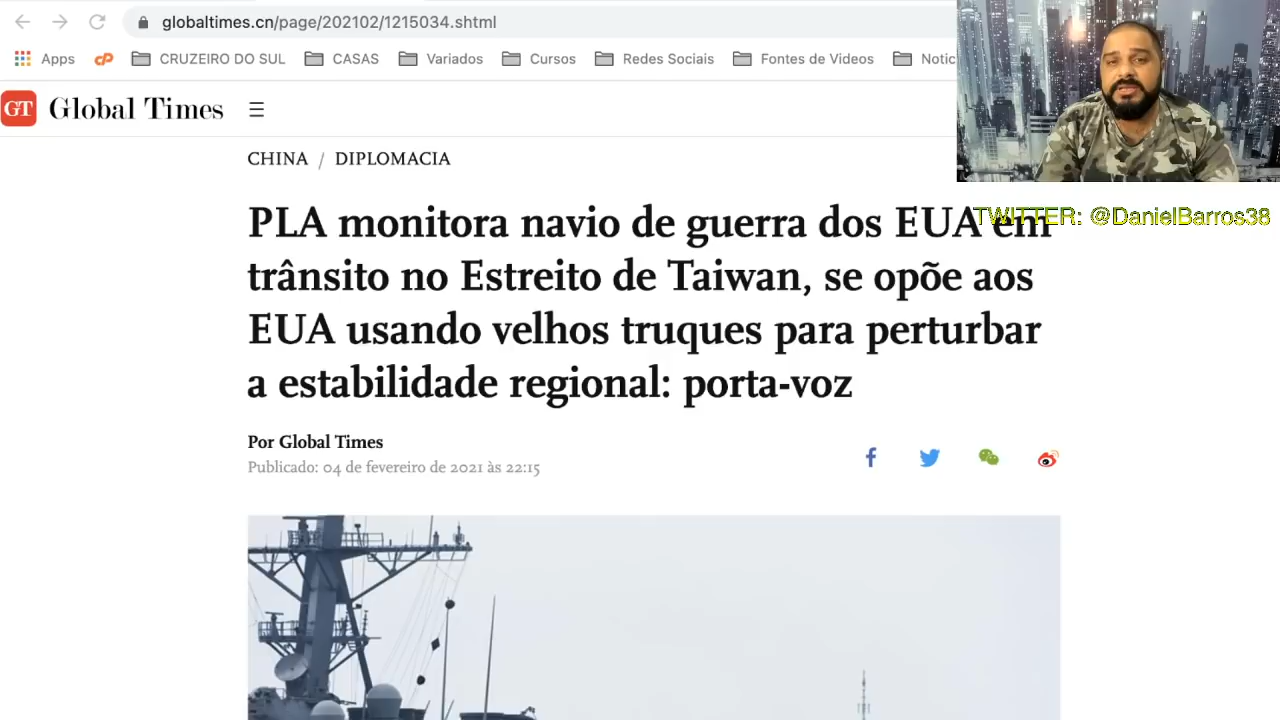 globaltimes.cn/page/202102/1215034.shtml
Apps
CRUZEIRO DO SUL
CASAS
Variados
Cursos
Redes Sociais
Fontes de Videos
Notic
GT Global Times
CHINA / DIPLOMACIA
PLA monitora navio de guerra dos EUA em
TWITTER: @DanielBarros38
trânsito no Estreito de Taiwan, se opõe aos
EUA usando velhos truques para perturbar
a estabilidade regional: porta-voz
Por Global Times
Publicado: 04 de fevereiro de 2021 às 22:15